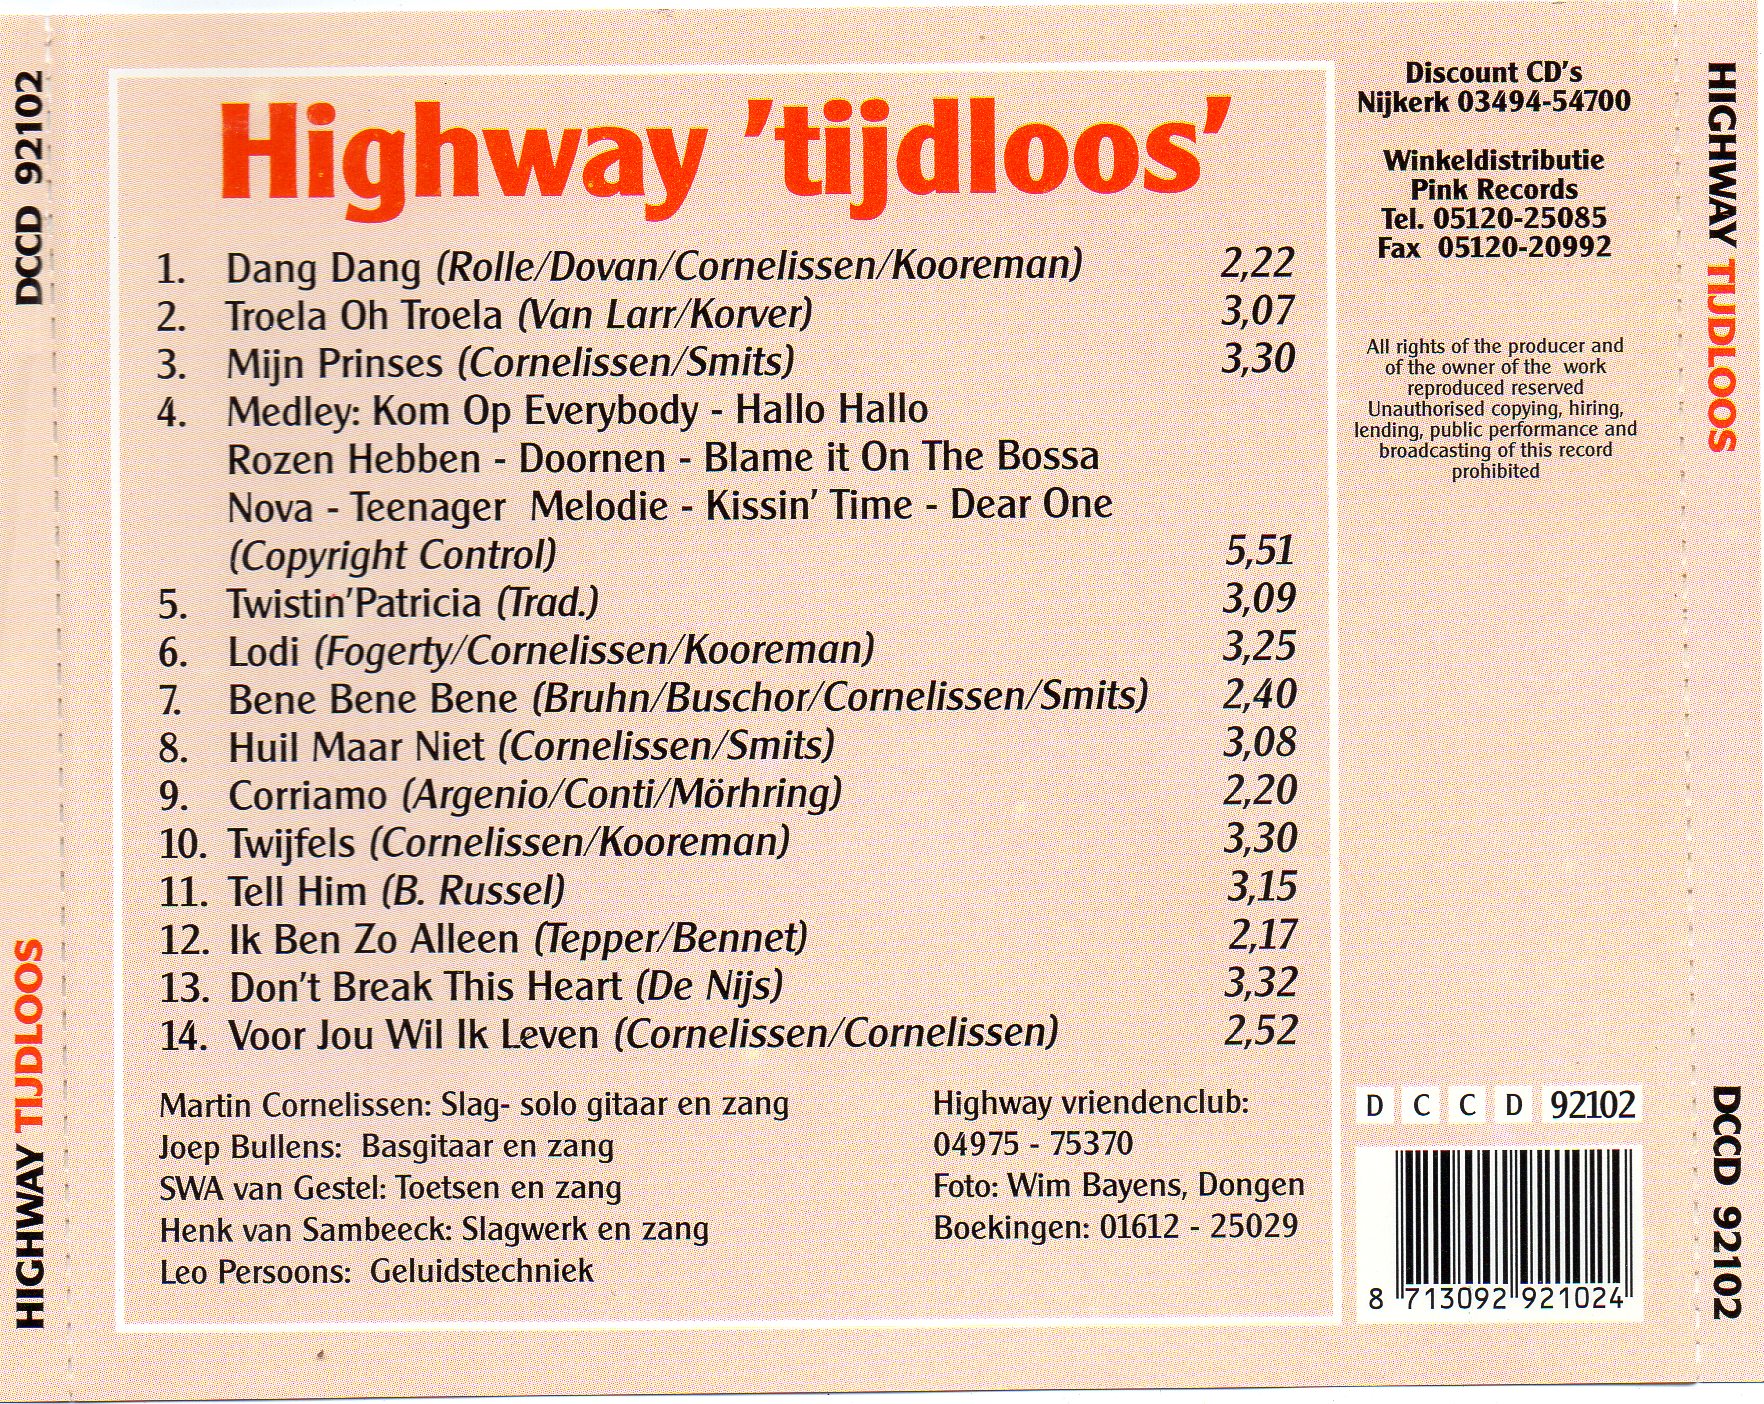 DCCD 92102
HIGHWAY TIJDLOOS
Highway 'tijdloos'
1. Dang Dang (Rolle/Dovan/Cornelissen/Kooreman) 2,22
2. Troela Oh Troela (Van Larr/Korver) 3,07
3. Mijn Prinses (Cornelissen/Smits) 3,30
4. Medley: Kom Op Everybody - Hallo Hallo
Rozen Hebben - Doornen - Blame it On The Bossa
Nova - Teenager Melodie - Kissin' Time - Dear One
(Copyright Control) 5,51
5. Twistin'Patricia (Trad.) 3,09
6. Lodi (Fogerty/Cornelissen/Kooreman) 3,25
7. Bene Bene Bene (Bruhn/Buschor/Cornelissen/Smits) 2,40
8. Huil Maar Niet (Cornelissen/Smits) 3,08
9. Corriamo (Argenio/Conti/Mörhring) 2,20
10. Twijfels (Cornelissen/Kooreman) 3,30
11. Tell Him (B. Russel) 3,15
12. Ik Ben Zo Alleen (Tepper/Bennet) 2,17
13. Don't Break This Heart (De Nijs) 3,32
14. Voor Jou Wil Ik Leven (Cornelissen/Cornelissen) 2,52
Martin Cornelissen: Slag- solo gitaar en zang
Joep Bullens: Basgitaar en zang
SWA van Gestel: Toetsen en zang
Henk van Sambeeck: Slagwerk en zang
Leo Persoons: Geluidstechniek
Highway vriendenclub:
04975 - 75370
Foto: Wim Bayens, Dongen
Boekingen: 01612 - 25029
Discount CD's
Nijkerk 03494-54700
Winkeldistributie
Pink Records
Tel. 05120-25085
Fax 05120-20992
All rights of the producer and
of the owner of the work
reproduced reserved
Unauthorised copying, hiring,
lending, public performance and
broadcasting of this record
prohibited
D C C D 92102
8 713092 921024
HIGHWAY TIJDLOOS
DCCD 92102